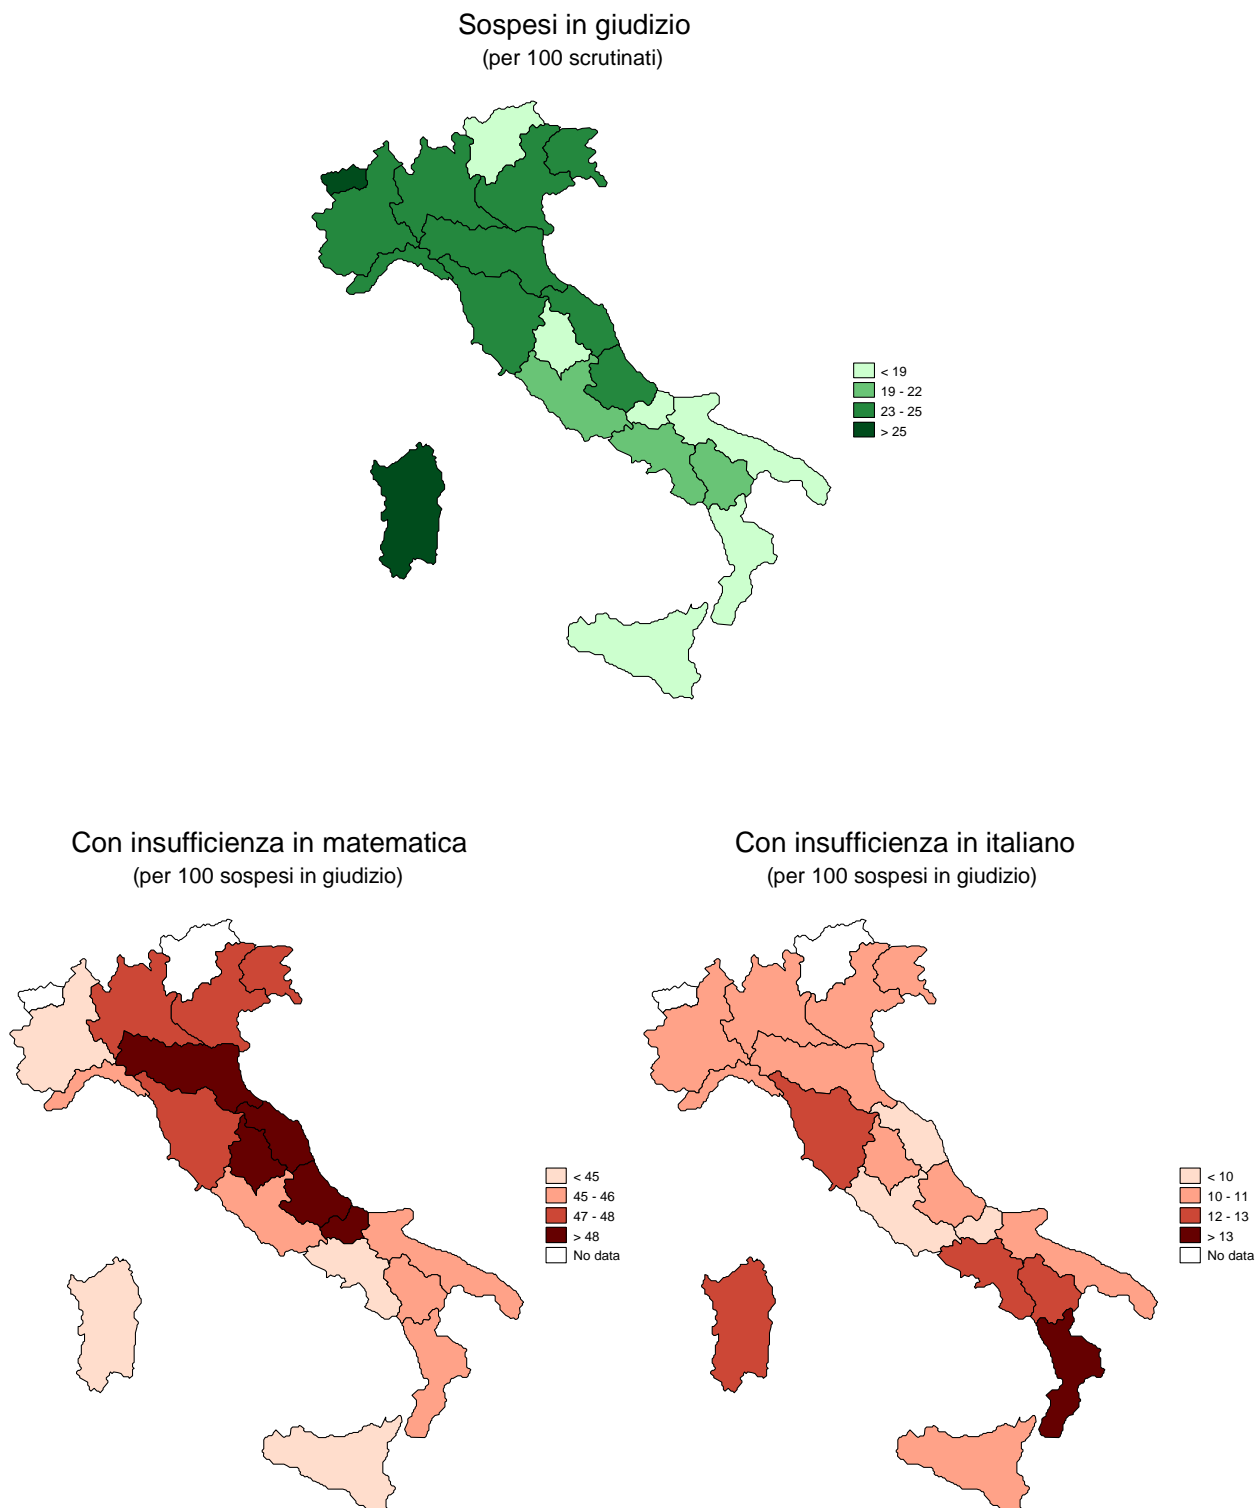 Sospesi in giudizio
(per 100 scrutinati)
< 19
19 - 22
23 - 25
> 25
Con insufficienza in matematica
(per 100 sospesi in giudizio)
Con insufficienza in italiano
(per 100 sospesi in giudizio)
< 45
45 - 46
47 - 48
> 48
No data
< 10
10 - 11
12 - 13
> 13
No data